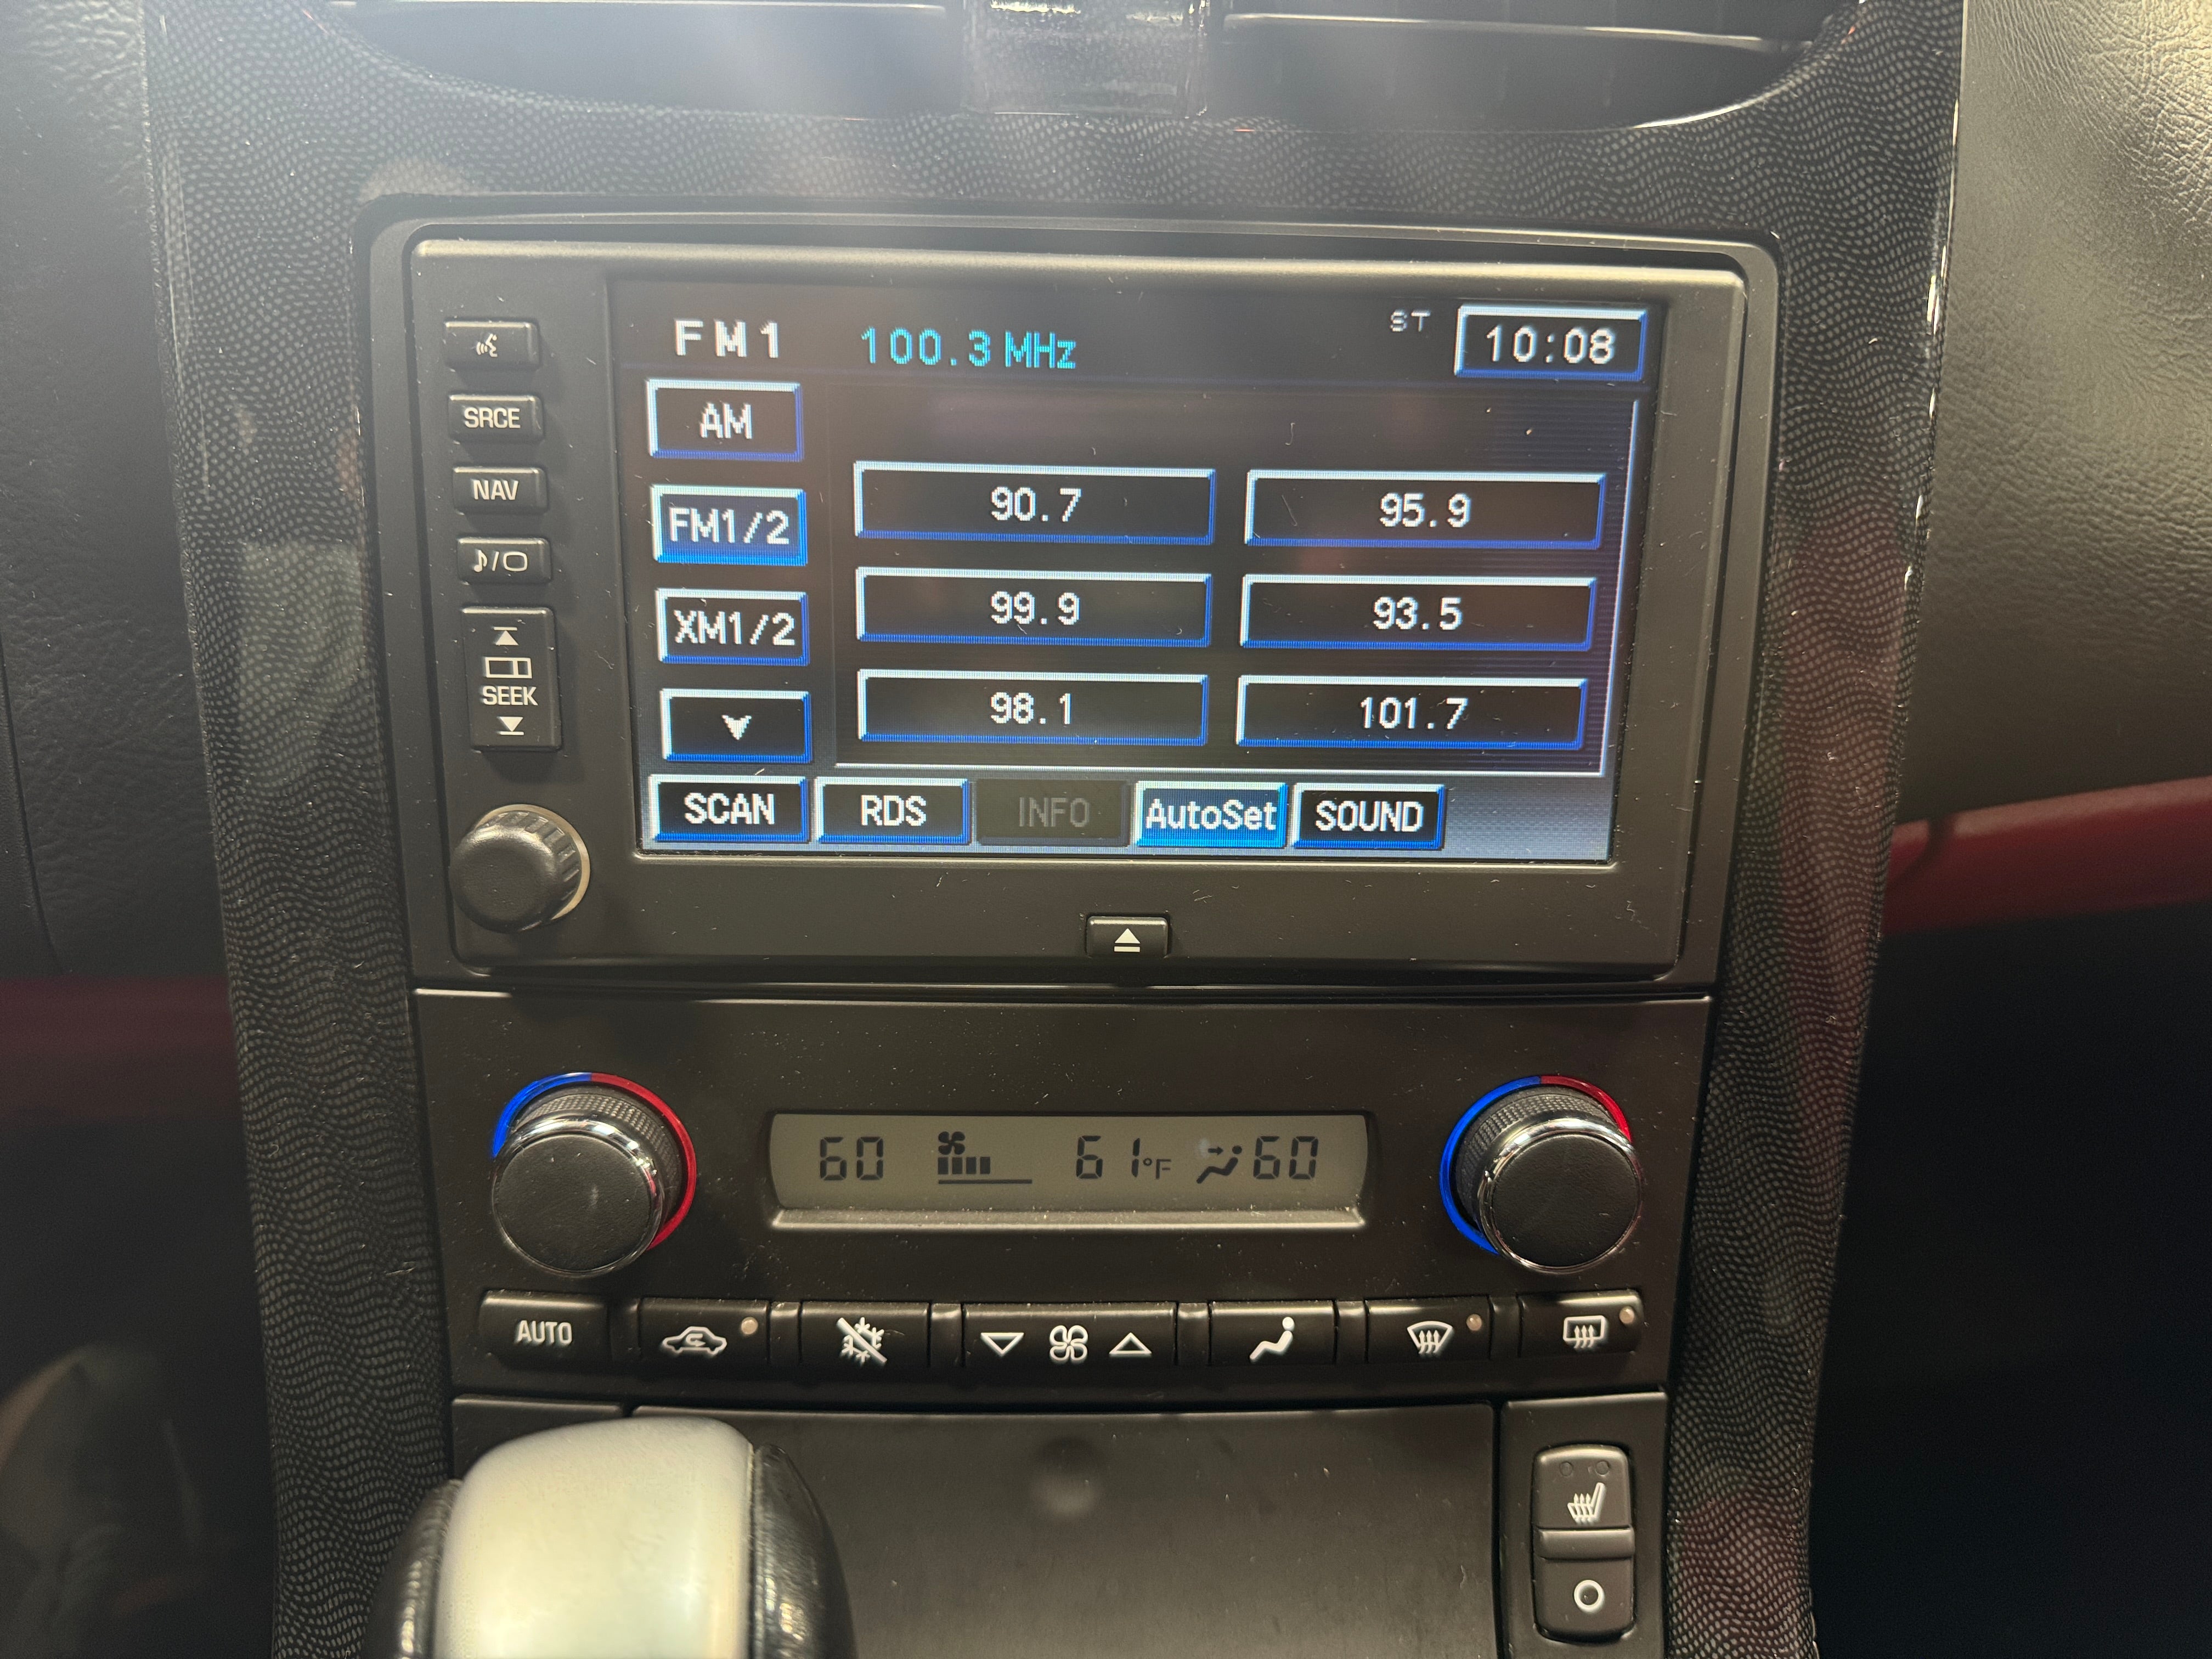 FM1 100.3 MHz ST 10:08
AM
SRCE
90.7 95.9
NAV
FM1/2
99.9 93.5
XM1/2
SEEK
98.1 101.7
SCAN RDS INFO AutoSet SOUND
60 61°F 60
AUTO